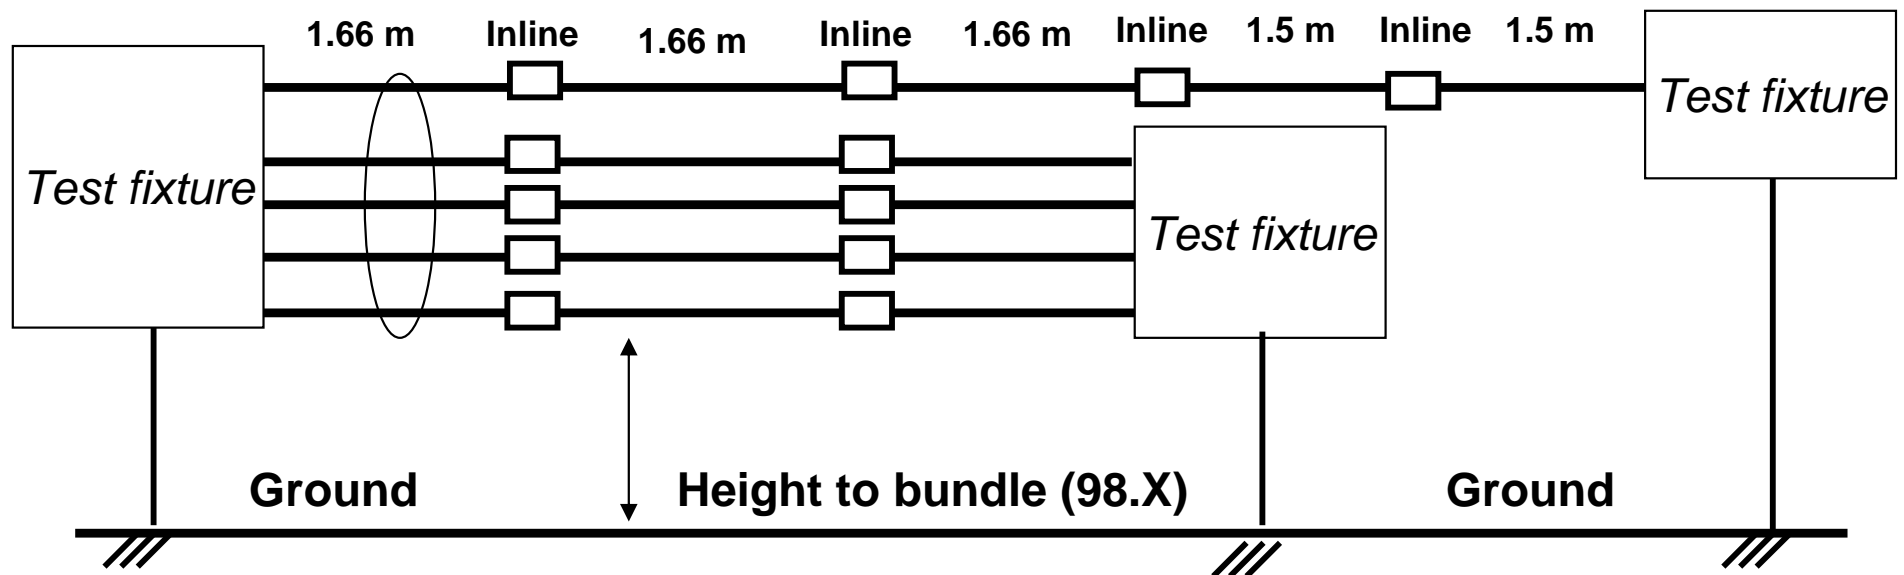 1.66 m Inline 1.66 m Inline 1.66 m Inline 1.5 m Inline 1.5 m
Test fixture
Test fixture
Test fixture
Ground Height to bundle (98.X) Ground